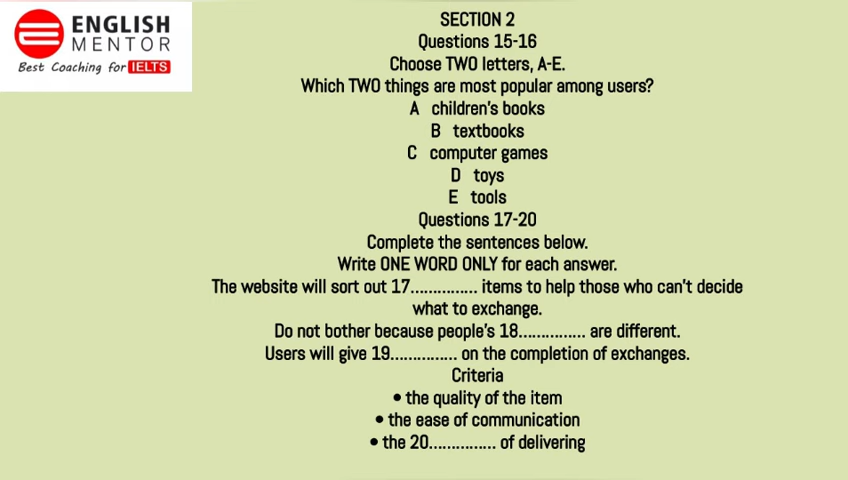 ENGLISH
MENTOR
Best Coaching for IELTS
SECTION 2
Questions 15-16
Choose TWO letters, A-E.
Which TWO things are most popular among users?
A children's books
B textbooks
C computer games
D toys
E tools
Questions 17-20
Complete the sentences below.
Write ONE WORD ONLY for each answer.
The website will sort out 17.............. items to help those who can't decide
what to exchange.
Do not bother because people's 18.............. are different.
Users will give 19.............. on the completion of exchanges.
Criteria
• the quality of the item
• the ease of communication
• the 20.............. of delivering